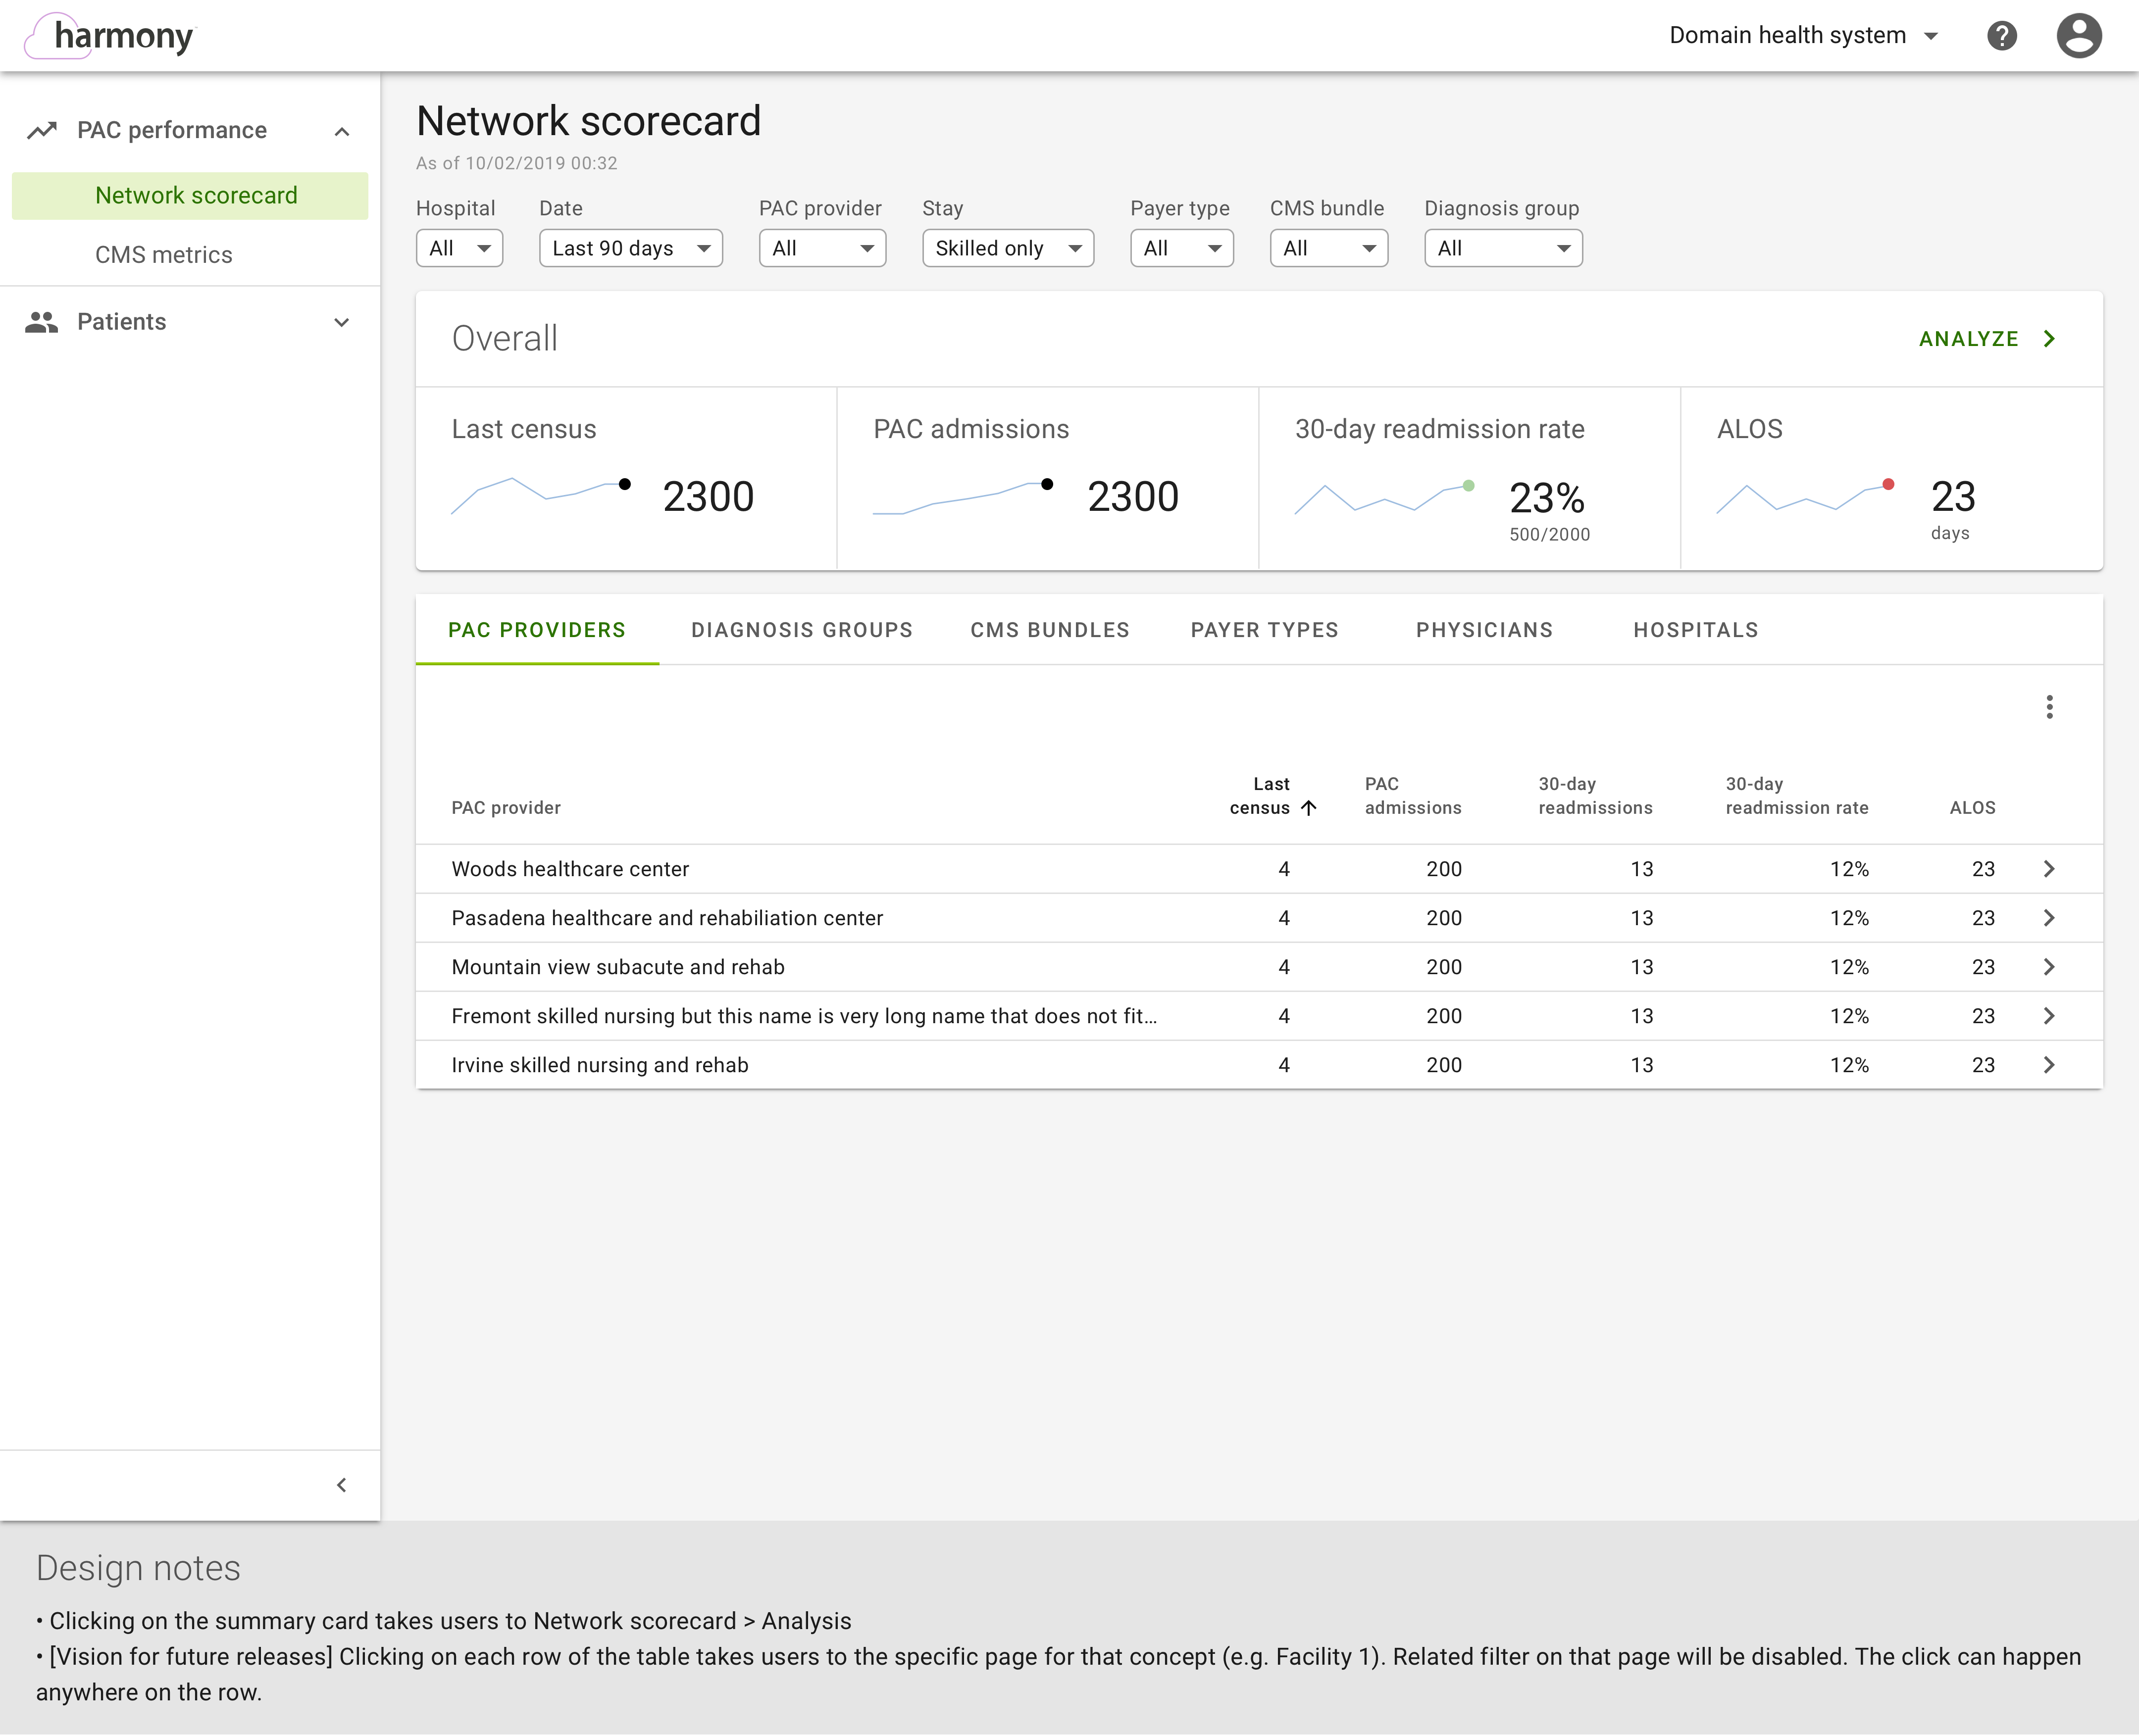 harmony
Domain health system
PAC performance
Network scorecard
CMS metrics
Patients
Network scorecard
As of 10/02/2019 00:32
Hospital Date PAC provider Stay Payer type CMS bundle Diagnosis group
All Last 90 days All Skilled only All All All
Overall
ANALYZE
Last census PAC admissions 30-day readmission rate ALOS
2300 2300 23% 23
500/2000 days
PAC PROVIDERS DIAGNOSIS GROUPS CMS BUNDLES PAYER TYPES PHYSICIANS HOSPITALS
Last PAC 30-day 30-day
PAC provider census admissions readmissions readmission rate ALOS
Woods healthcare center 4 200 13 12% 23
Pasadena healthcare and rehabiliation center 4 200 13 12% 23
Mountain view subacute and rehab 4 200 13 12% 23
Fremont skilled nursing but this name is very long name that does not fit... 4 200 13 12% 23
Irvine skilled nursing and rehab 4 200 13 12% 23
Design notes
• Clicking on the summary card takes users to Network scorecard > Analysis
• [Vision for future releases] Clicking on each row of the table takes users to the specific page for that concept (e.g. Facility 1). Related filter on that page will be disabled. The click can happen
anywhere on the row.